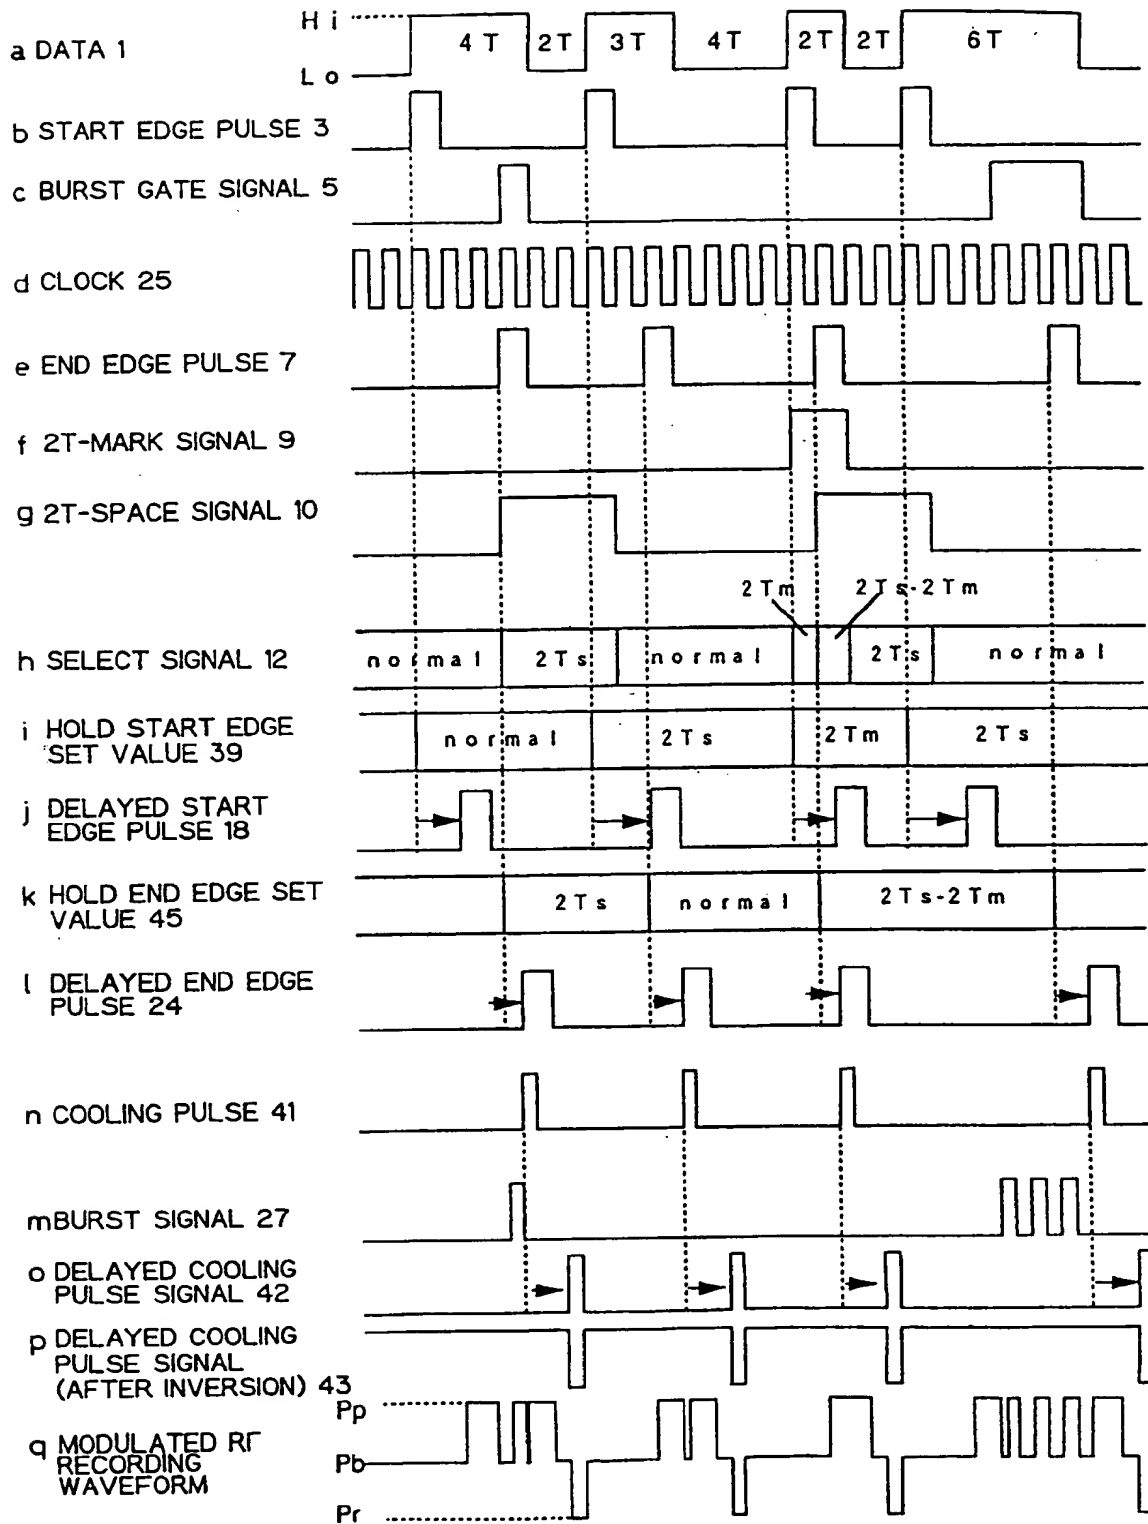 Hi
a DATA 1
4T 2T 3T 4T 2T 2T 6T
Lo
b START EDGE PULSE 3
c BURST GATE SIGNAL 5
d CLOCK 25
e END EDGE PULSE 7
f 2T-MARK SIGNAL 9
g 2T-SPACE SIGNAL 10
2Tm 2Ts-2Tm
h SELECT SIGNAL 12
normal 2Ts normal 2Ts normal
i HOLD START EDGE
SET VALUE 39
normal 2Ts 2Tm 2Ts
j DELAYED START
EDGE PULSE 18
k HOLD END EDGE SET
VALUE 45
2Ts normal 2Ts-2Tm
l DELAYED END EDGE
PULSE 24
n COOLING PULSE 41
m BURST SIGNAL 27
o DELAYED COOLING
PULSE SIGNAL 42
p DELAYED COOLING
PULSE SIGNAL
(AFTER INVERSION) 43
Pp
q MODULATED RF
RECORDING
WAVEFORM
Pb
Pr